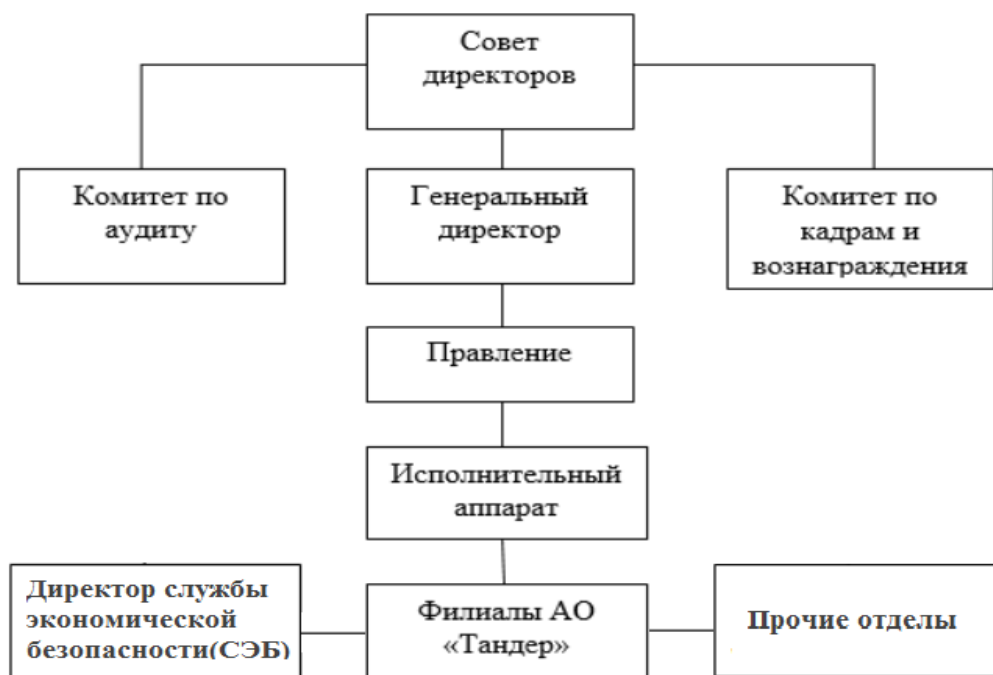 Совет
директоров
Комитет по
аудиту
Генеральный
директор
Комитет по
кадрам и
вознаграждения
Правление
Исполнительный
аппарат
Директор службы
экономической
безопасности(СЭБ)
Филиалы АО
«Тандер»
Прочие отделы